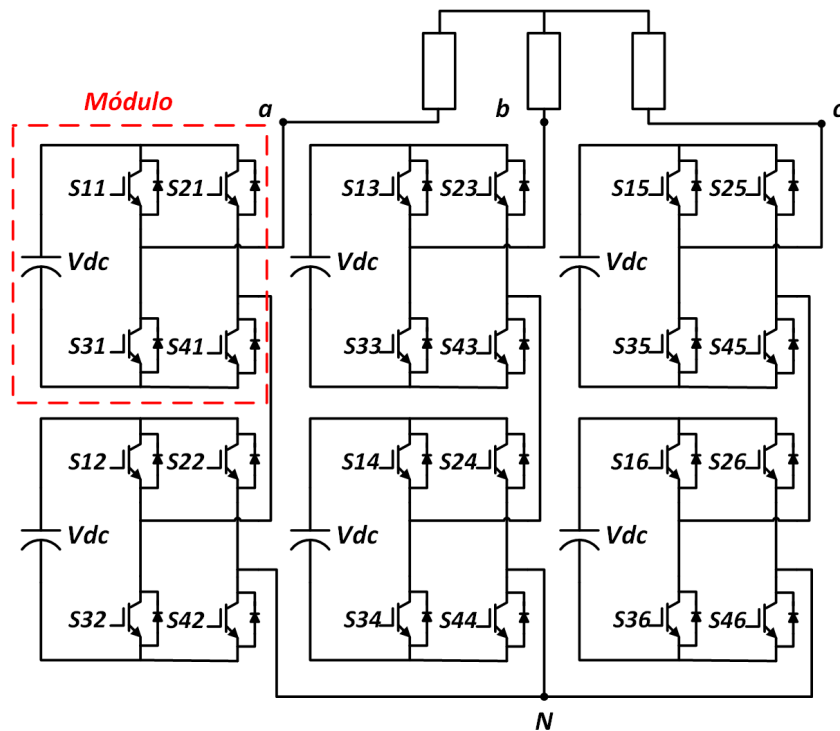 Módulo
a
b
c
S11
S21
S13
S23
S15
S25
Vdc
Vdc
Vdc
S31
S41
S33
S43
S35
S45
S12
S22
S14
S24
S16
S26
Vdc
Vdc
Vdc
S32
S42
S34
S44
S36
S46
N